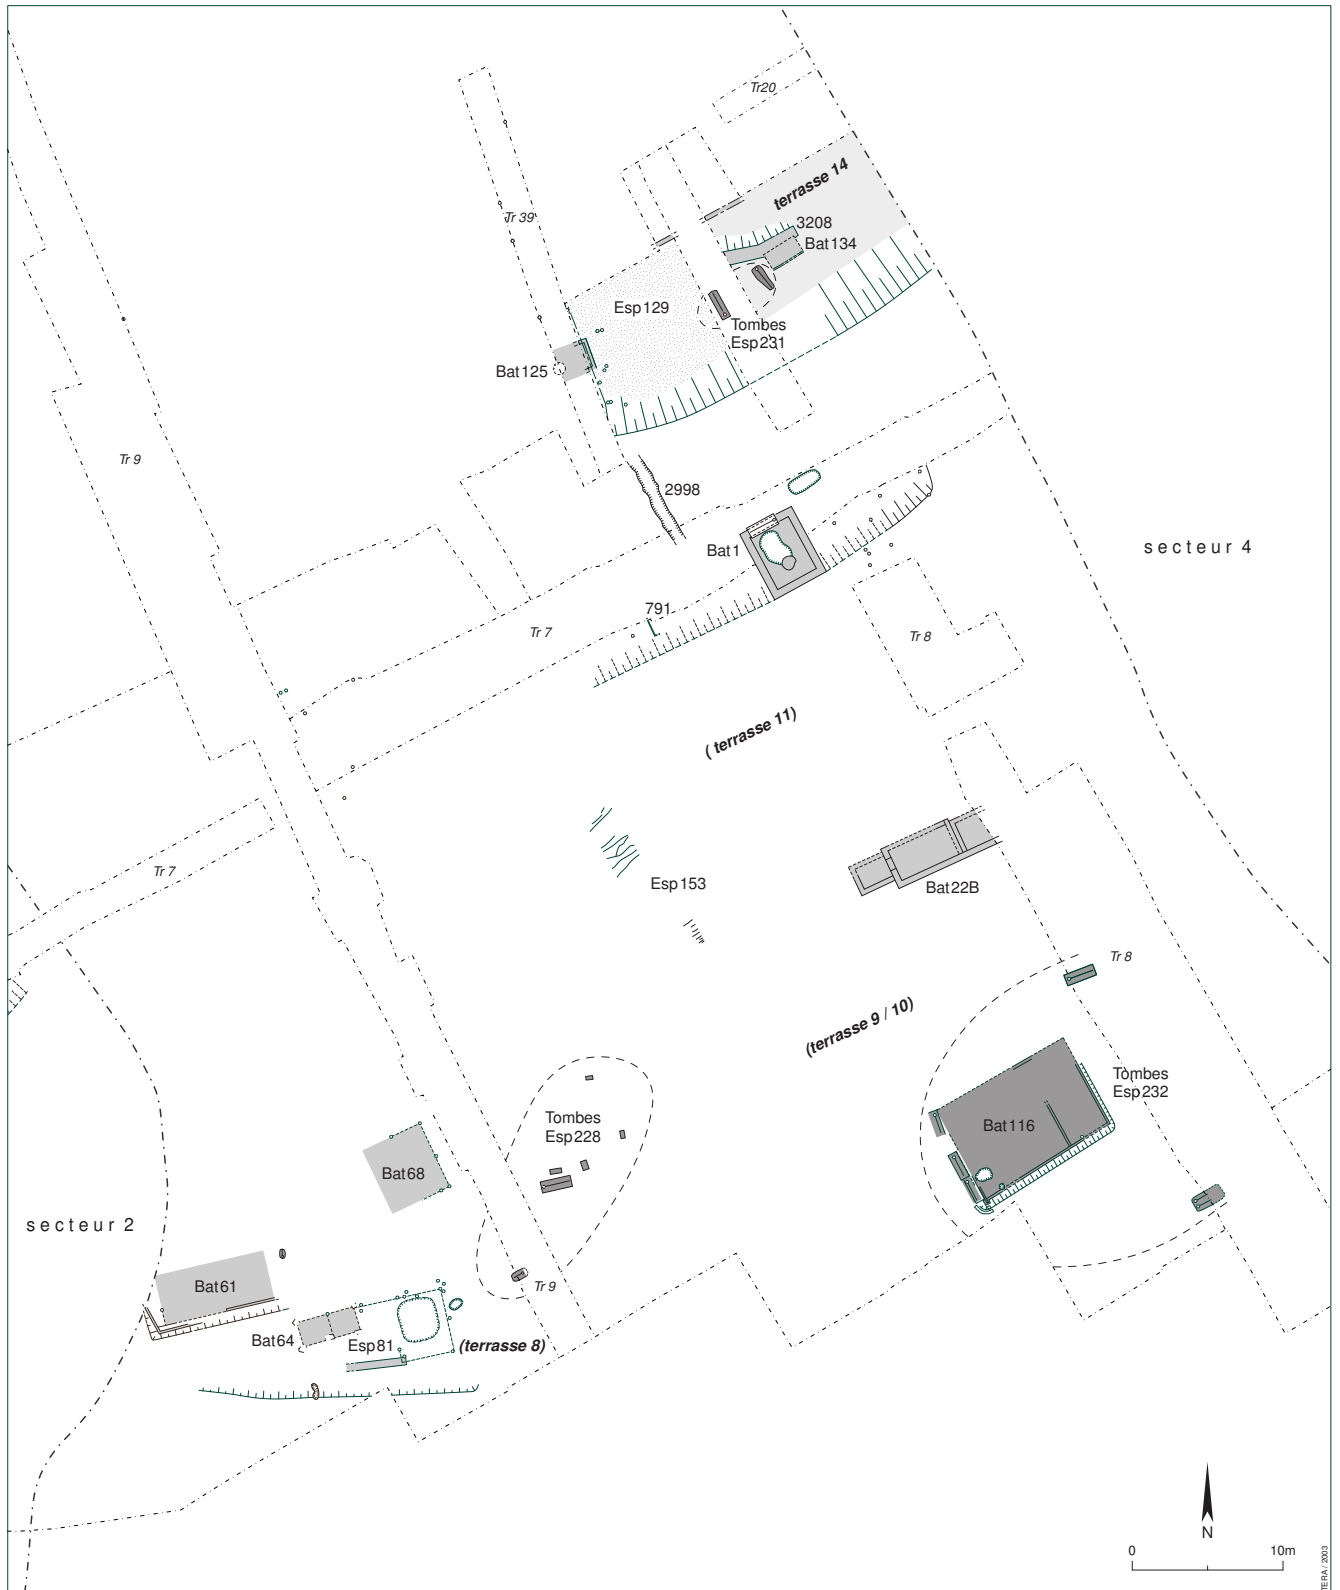 Tr20
terrasse 14
Tr 39
3208
Bat134
Esp129
Tombes
Esp231
Bat125
Tr 9
2998
Bat1
secteur 4
791
Tr 7
Tr 8
( terrasse 11)
Tr 7
Esp153
Bat22B
Tr 8
(terrasse 9 / 10)
Tombes
Esp232
Tombes
Esp228
Bat116
Bat68
secteur 2
Bat61
Tr 9
Bat64
Esp81
(terrasse 8)
N
0 10m
TERA / 2003